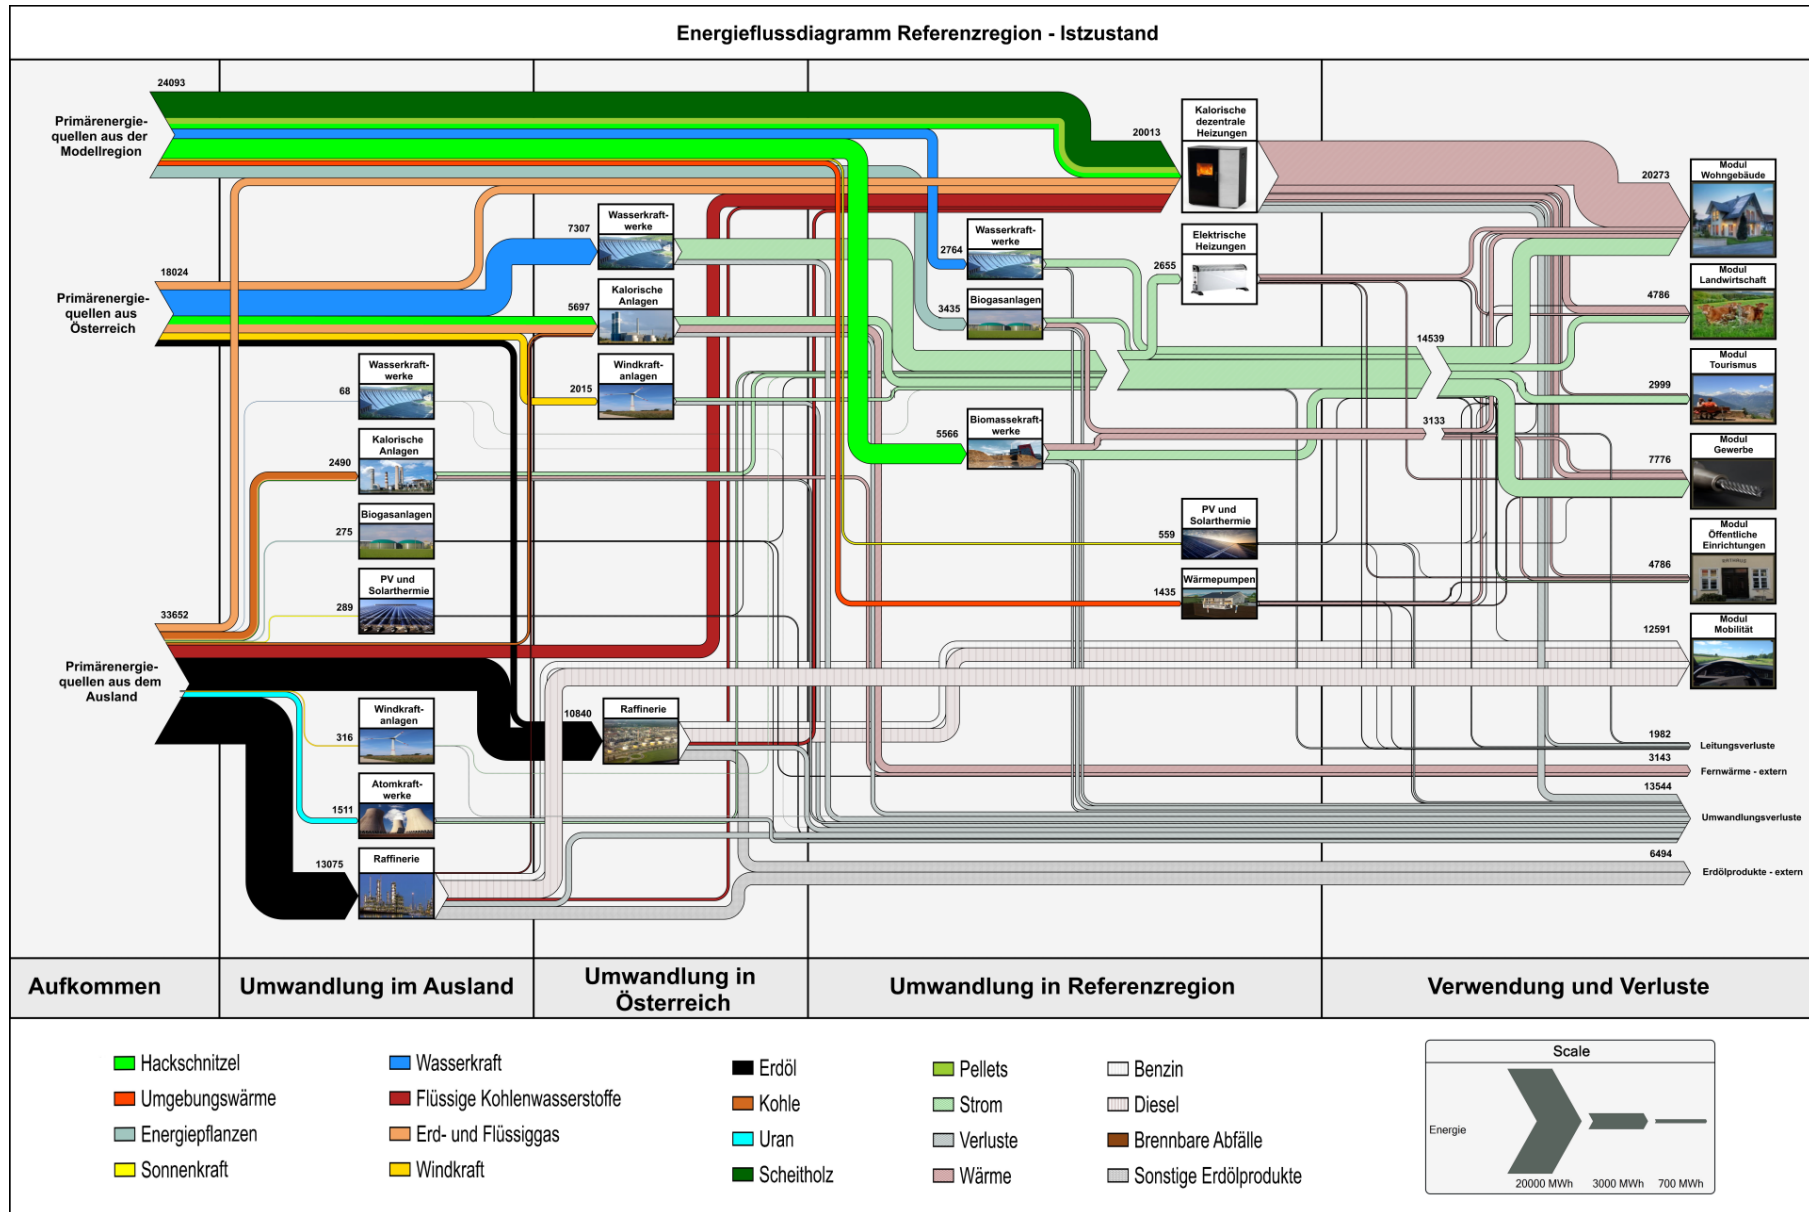 Energieflussdiagramm Referenzregion - Istzustand
24093
Primärenergie-
quellen aus der
Modellregion
18024
Primärenergie-
quellen aus
Österreich
33652
Primärenergie-
quellen aus dem
Ausland
Wasserkraft-
werke
68
Kalorische
Anlagen
2490
Biogasanlagen
275
PV und
Solarthermie
289
Windkraft-
anlagen
316
Atomkraft-
werke
1511
Raffinerie
13075
Wasserkraft-
werke
7307
Kalorische
Anlagen
5697
Windkraft-
anlagen
2015
Raffinerie
10840
Wasserkraft-
werke
2764
Biogasanlagen
3435
Biomassekraft-
werke
5566
Kalorische
dezentrale
Heizungen
20013
Elektrische
Heizungen
2655
PV und
Solarthermie
559
Wärmepumpen
1435
14539
3133
Modul
Wohngebäude
20273
Modul
Landwirtschaft
4786
Modul
Tourismus
2999
Modul
Gewerbe
7776
Modul
Öffentliche
Einrichtungen
4786
Modul
Mobilität
12591
1982
Leitungsverluste
3143
Fernwärme - extern
13544
Umwandlungsverluste
6494
Erdölprodukte - extern
Aufkommen
Umwandlung im Ausland
Umwandlung in
Österreich
Umwandlung in Referenzregion
Verwendung und Verluste
Hackschnitzel
Umgebungswärme
Energiepflanzen
Sonnenkraft
Wasserkraft
Flüssige Kohlenwasserstoffe
Erd- und Flüssiggas
Windkraft
Erdöl
Kohle
Uran
Scheitholz
Pellets
Strom
Verluste
Wärme
Benzin
Diesel
Brennbare Abfälle
Sonstige Erdölprodukte
Scale
Energie
20000 MWh 3000 MWh 700 MWh